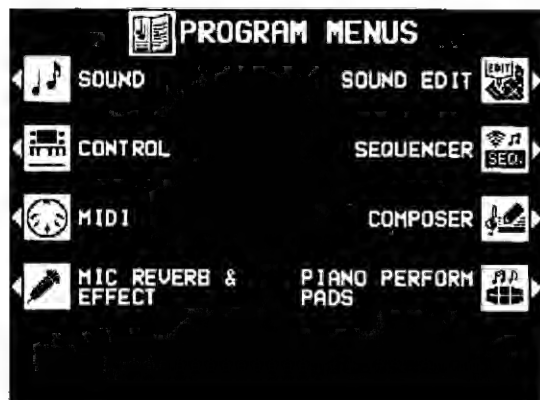 PROGRAM MENUS
SOUND
SOUND EDIT
EDIT
CONTROL
SEQUENCER
SEQ.
MIDI
COMPOSER
MIC REVERB &
EFFECT
PIANO PERFORM
PADS